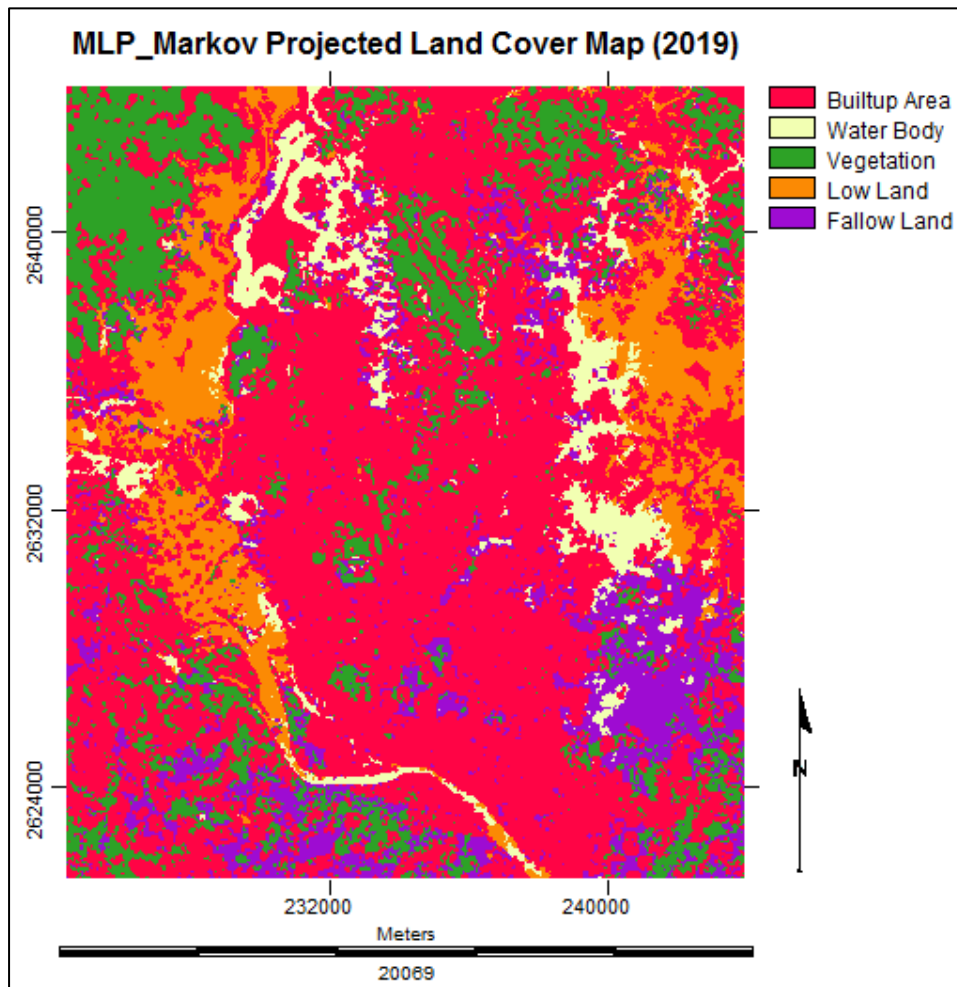 MLP_Markov Projected Land Cover Map (2019)
Builtup Area
Water Body
Vegetation
Low Land
Fallow Land
2640000
2632000
2624000
N
232000
240000
Meters
20069